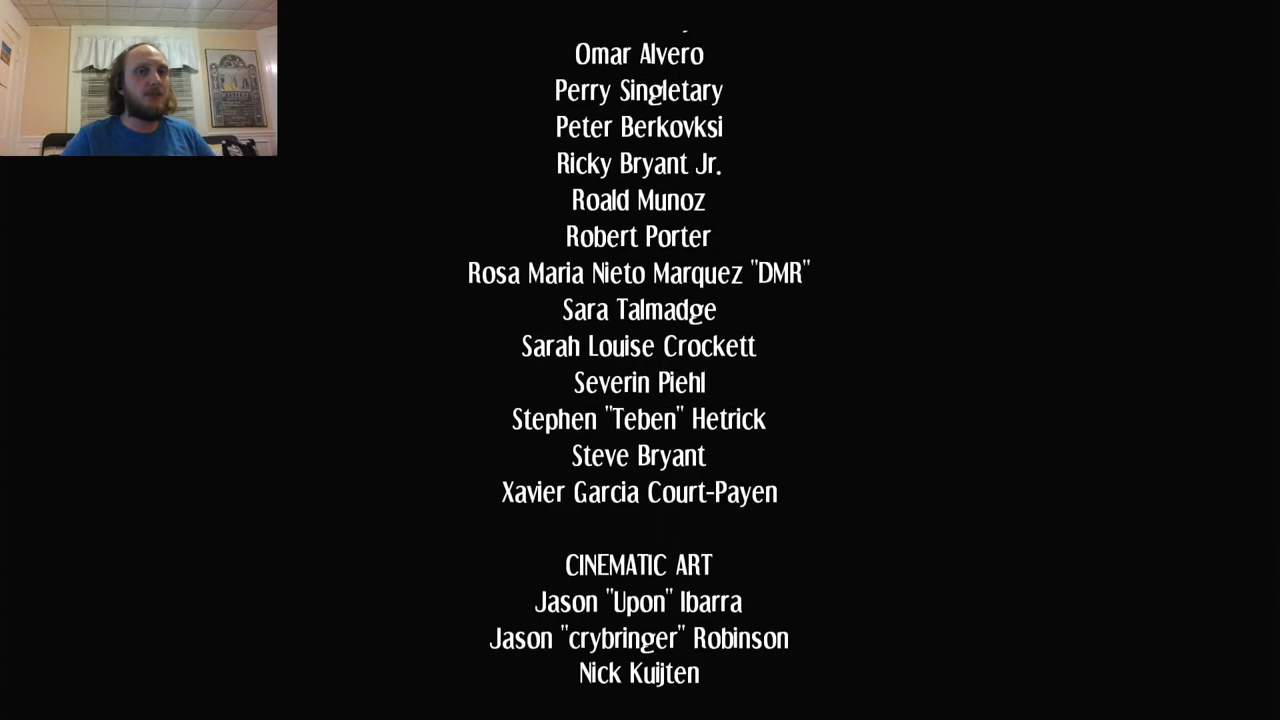 Omar Alvero
Perry Singletary
Peter Berkovksi
Ricky Bryant Jr.
Roald Munoz
Robert Porter
Rosa Maria Nieto Marquez "DMR"
Sara Talmadge
Sarah Louise Crockett
Severin Piehl
Stephen "Teben" Hetrick
Steve Bryant
Xavier Garcia Court-Payen
CINEMATIC ART
Jason "Upon" Ibarra
Jason "crybringer" Robinson
Nick Kuijten